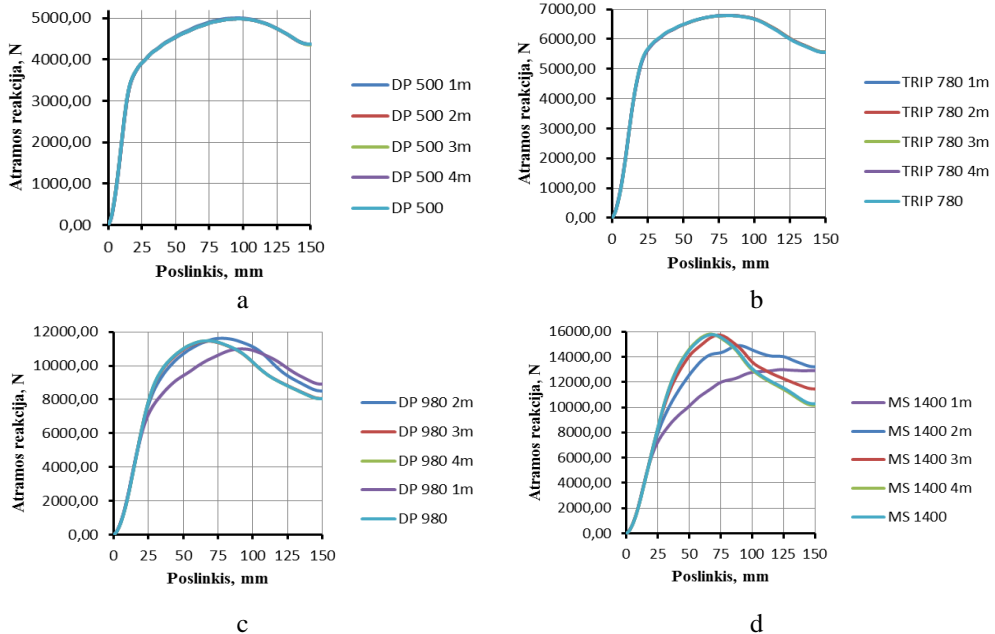 Atramos reakcija, N
5000,00
4000,00
3000,00
2000,00
1000,00
0,00
0 25 50 75 100 125 150
Poslinkis, mm
DP 500 1m
DP 500 2m
DP 500 3m
DP 500 4m
DP 500
a
Atramos reakcija, N
7000,00
6000,00
5000,00
4000,00
3000,00
2000,00
1000,00
0,00
0 25 50 75 100 125 150
Poslinkis, mm
TRIP 780 1m
TRIP 780 2m
TRIP 780 3m
TRIP 780 4m
TRIP 780
b
Atramos reakcija, N
12000,00
10000,00
8000,00
6000,00
4000,00
2000,00
0,00
0 25 50 75 100 125 150
Poslinkis, mm
DP 980 2m
DP 980 3m
DP 980 4m
DP 980 1m
DP 980
c
Atramos reakcija, N
16000,00
14000,00
12000,00
10000,00
8000,00
6000,00
4000,00
2000,00
0,00
0 25 50 75 100 125 150
Poslinkis, mm
MS 1400 1m
MS 1400 2m
MS 1400 3m
MS 1400 4m
MS 1400
d